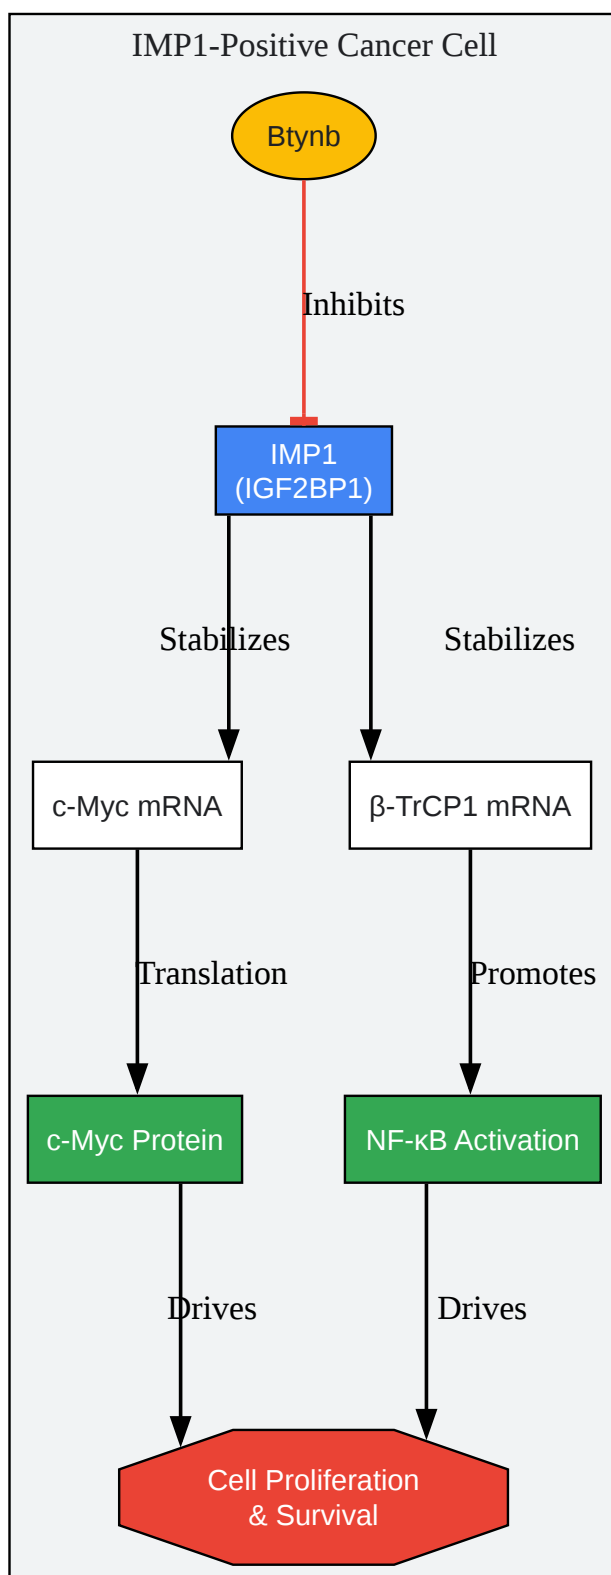 IMP1-Positive Cancer Cell
Btynb
Inhibits
IMP1
(IGF2BP1)
Stabilizes
Stabilizes
c-Myc mRNA
β-TrCP1 mRNA
Translation
Promotes
c-Myc Protein
NF-κB Activation
Drives
Drives
Cell Proliferation
& Survival